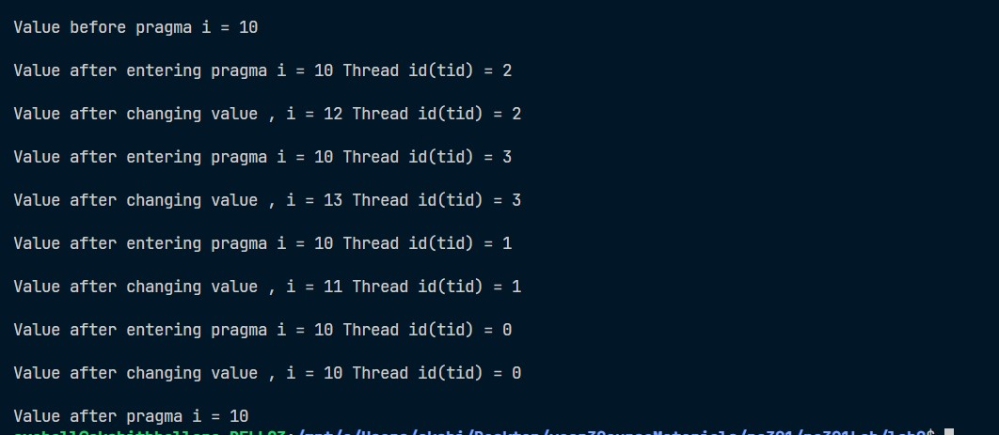 Value before pragma i = 10
Value after entering pragma i = 10 Thread id(tid) = 2
Value after changing value , i = 12 Thread id(tid) = 2
Value after entering pragma i = 10 Thread id(tid) = 3
Value after changing value , i = 13 Thread id(tid) = 3
Value after entering pragma i = 10 Thread id(tid) = 1
Value after changing value , i = 11 Thread id(tid) = 1
Value after entering pragma i = 10 Thread id(tid) = 0
Value after changing value , i = 10 Thread id(tid) = 0
Value after pragma i = 10